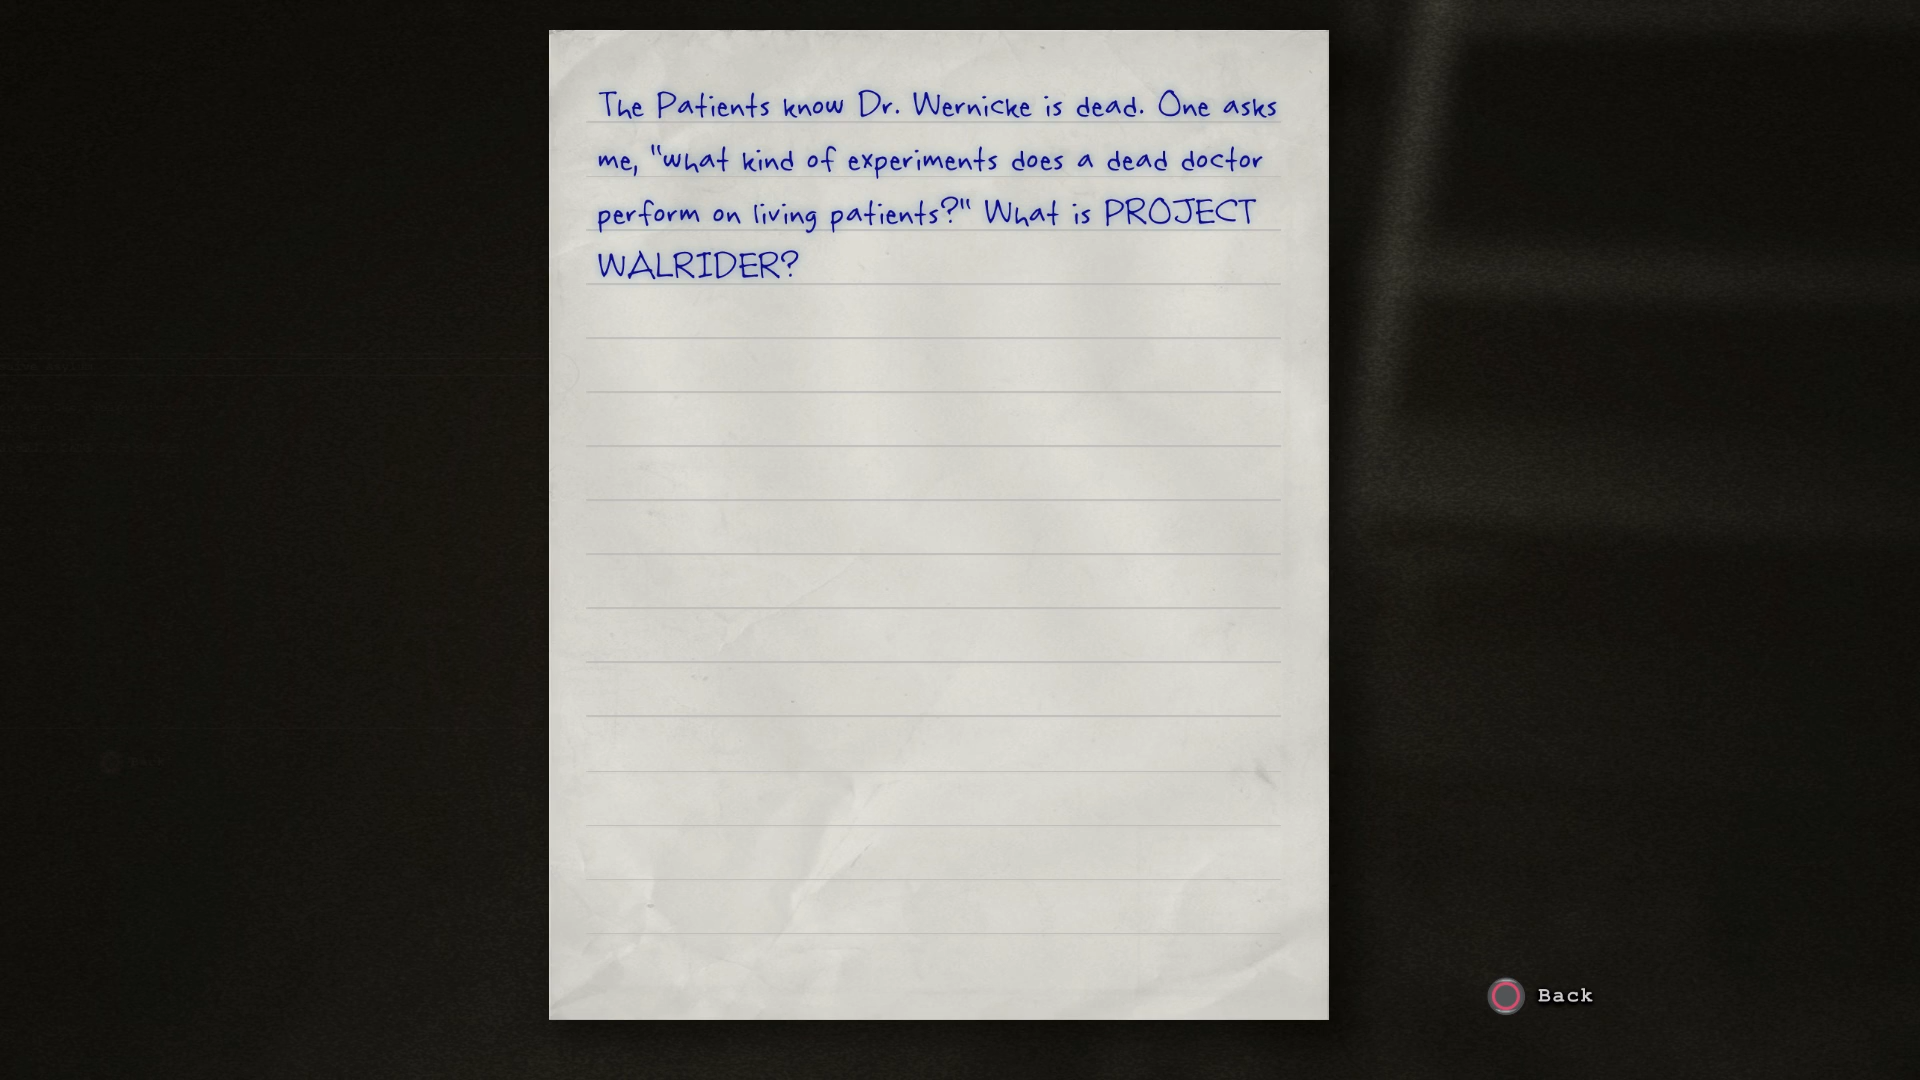 The Patients know Dr. Wernicke is dead. One asks
me, "what kind of experiments does a dead doctor
perform on living patients?" What is PROJECT
WALRIDER?
Back